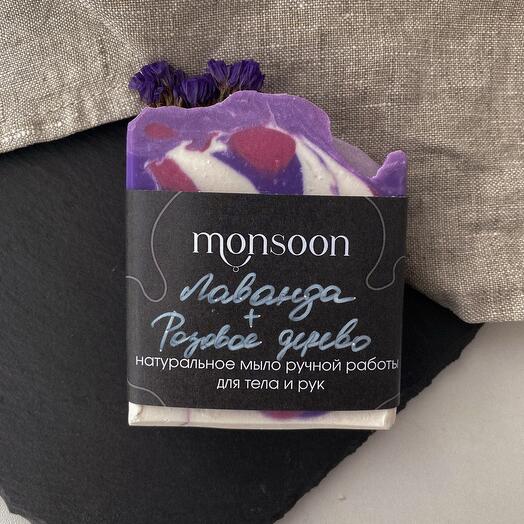 monsoon
лаванда
+
Розовое дерево
натуральное мыло ручной работы
для тела и рук